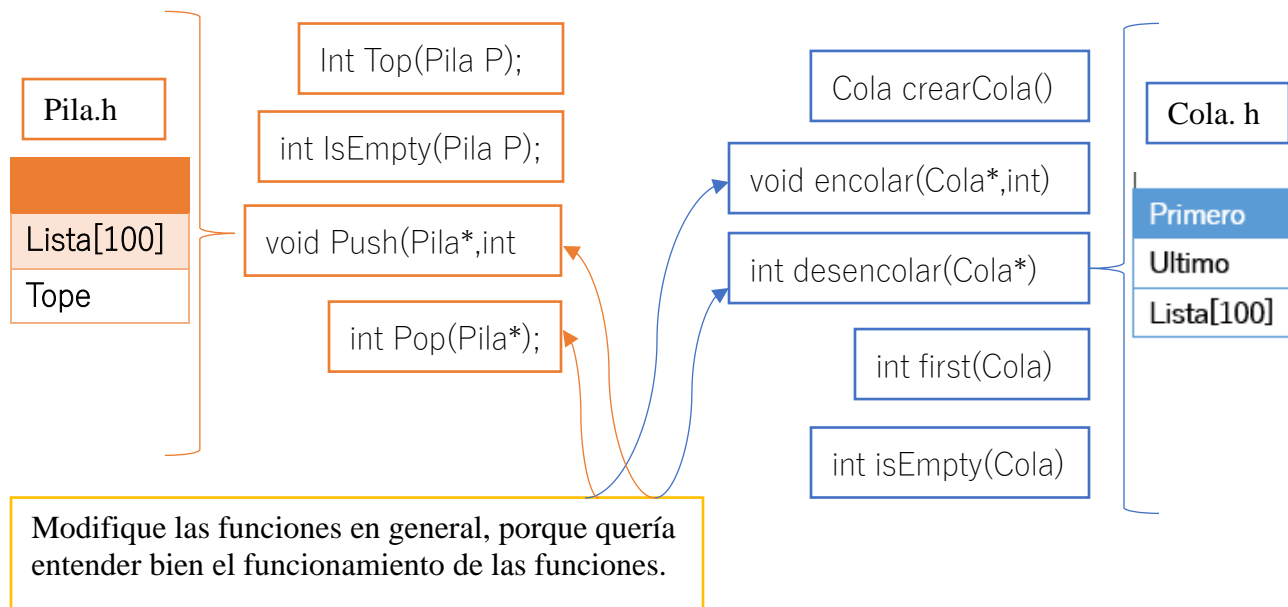 Pila.h
Lista[100]
Tope
Int Top(Pila P);
int IsEmpty(Pila P);
void Push(Pila*,int
int Pop(Pila*);
Cola crearCola()
void encolar(Cola*,int)
int desencolar(Cola*)
int first(Cola)
int isEmpty(Cola)
Cola. h
Primero
Ultimo
Lista[100]
Modifique las funciones en general, porque quería
entender bien el funcionamiento de las funciones.